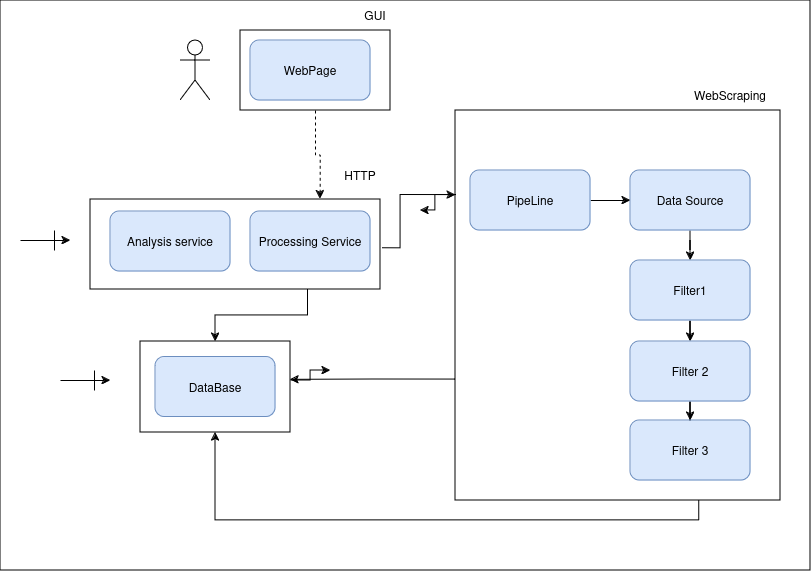 GUI
WebPage
WebScraping
HTTP
PipeLine
Data Source
Analysis service
Processing Service
Filter1
Filter 2
DataBase
Filter 3